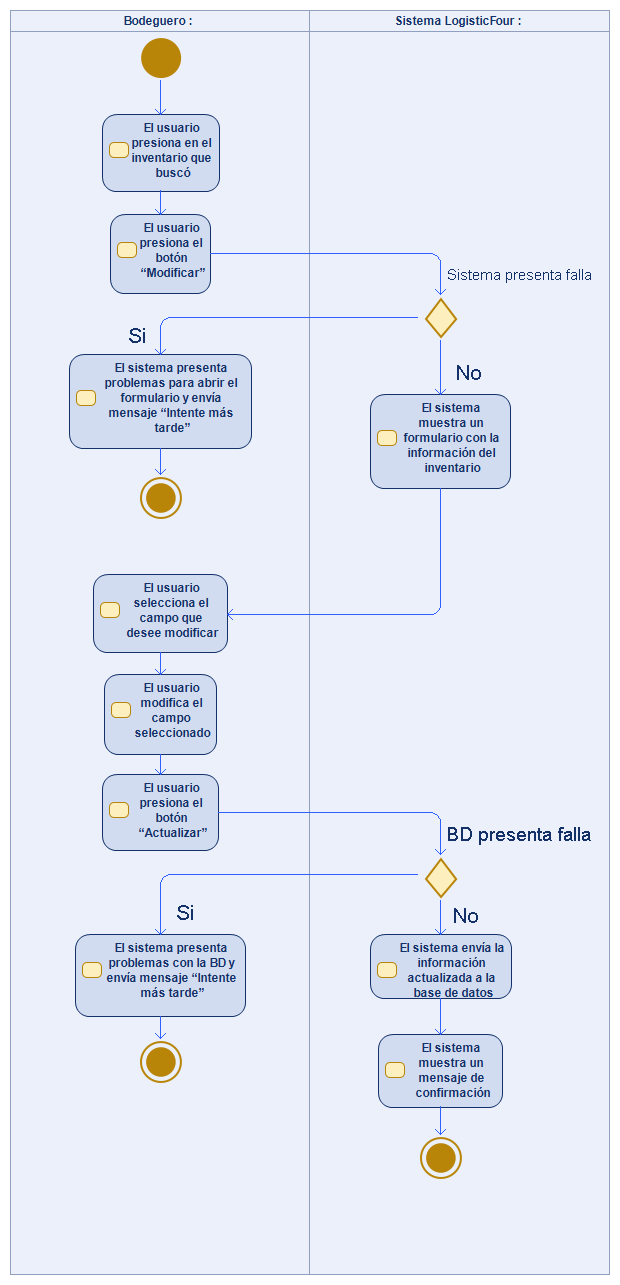 Bodeguero :
Sistema LogisticFour :
El usuario
presiona en el
inventario que
buscó
El usuario
presiona el
botón
“Modificar”
Sistema presenta falla
Si
No
El sistema presenta
problemas para abrir el
formulario y envía
mensaje “Intente más
tarde”
El sistema
muestra un
formulario con la
información del
inventario
El usuario
selecciona el
campo que
desee modificar
El usuario
modifica el
campo
seleccionado
El usuario
presiona el
botón
“Actualizar”
BD presenta falla
Si
No
El sistema presenta
problemas con la BD y
envía mensaje “Intente
más tarde”
El sistema envía la
información
actualizada a la
base de datos
El sistema
muestra un
mensaje de
confirmación